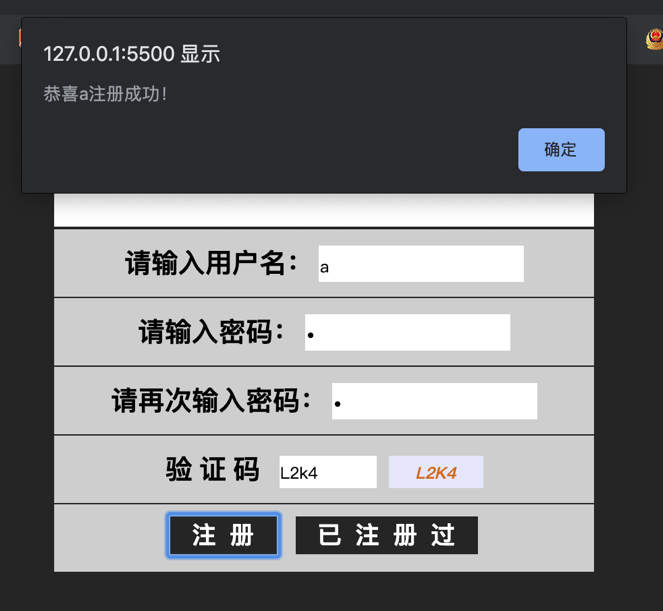 127.0.0.1:5500 显示
恭喜a注册成功！
确定
请输入用户名： a
请输入密码： •
请再次输入密码： •
验 证 码 L2k4 L2K4
注 册 已 注 册 过